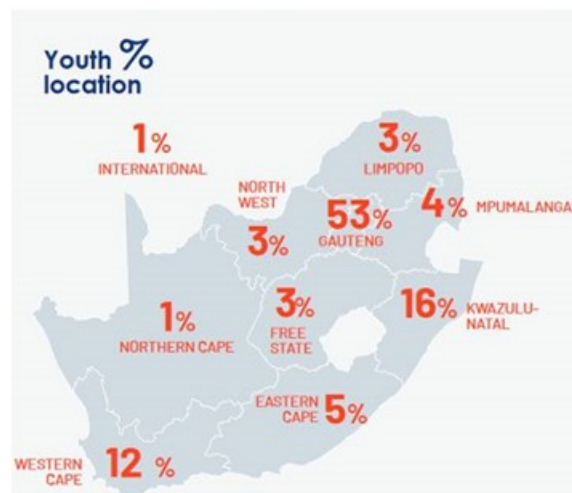 Youth %
location
1%
INTERNATIONAL
3%
LIMPOPO
NORTH
WEST
3%
53%
GAUTENG
4% MPUMALANGA
1%
NORTHERN CAPE
3%
FREE
STATE
16% KWAZULU-
NATAL
EASTERN
CAPE 5%
WESTERN
CAPE 12 %